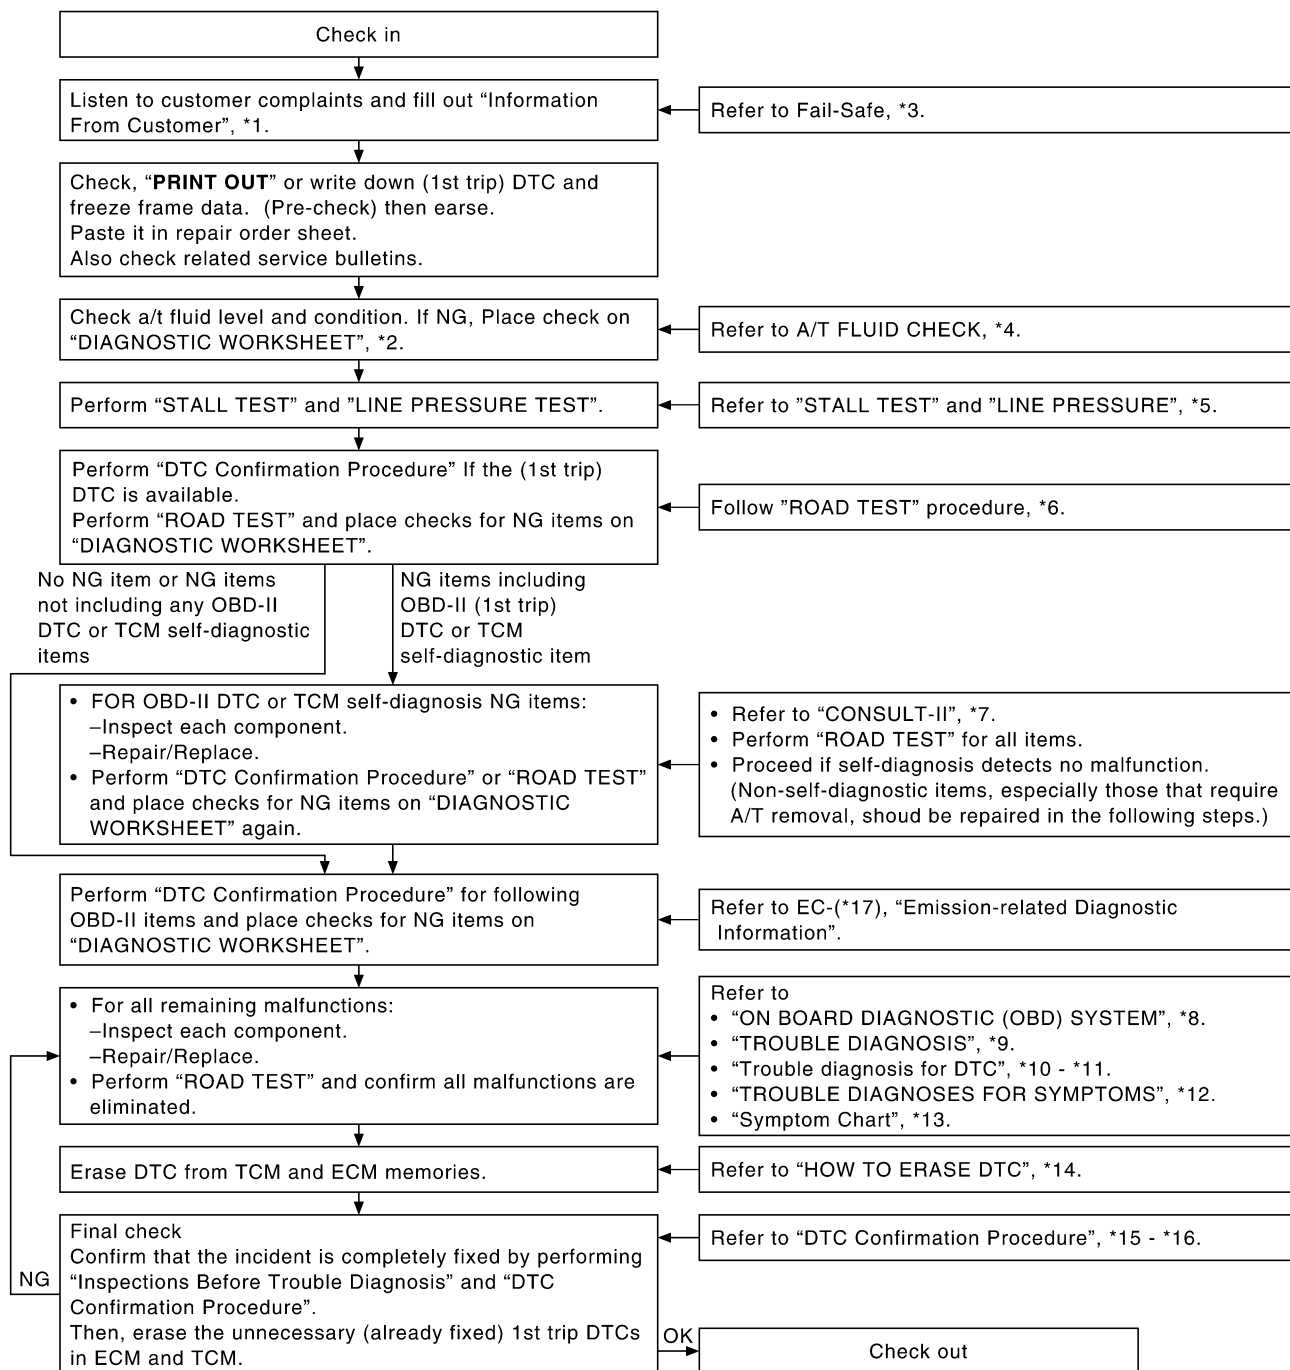 Check in
Listen to customer complaints and fill out “Information
From Customer”, *1.
Refer to Fail-Safe, *3.
Check, “PRINT OUT” or write down (1st trip) DTC and
freeze frame data. (Pre-check) then earse.
Paste it in repair order sheet.
Also check related service bulletins.
Check a/t fluid level and condition. If NG, Place check on
“DIAGNOSTIC WORKSHEET”, *2.
Refer to A/T FLUID CHECK, *4.
Perform “STALL TEST” and ”LINE PRESSURE TEST”.
Refer to ”STALL TEST” and ”LINE PRESSURE”, *5.
Perform “DTC Confirmation Procedure” If the (1st trip)
DTC is available.
Perform “ROAD TEST” and place checks for NG items on
“DIAGNOSTIC WORKSHEET”.
Follow ”ROAD TEST” procedure, *6.
No NG item or NG items
not including any OBD-II
DTC or TCM self-diagnostic
items
NG items including
OBD-II (1st trip)
DTC or TCM
self-diagnostic item
• FOR OBD-II DTC or TCM self-diagnosis NG items:
–Inspect each component.
–Repair/Replace.
• Perform “DTC Confirmation Procedure” or “ROAD TEST”
and place checks for NG items on “DIAGNOSTIC
WORKSHEET” again.
• Refer to “CONSULT-II”, *7.
• Perform “ROAD TEST” for all items.
• Proceed if self-diagnosis detects no malfunction.
(Non-self-diagnostic items, especially those that require
A/T removal, shoud be repaired in the following steps.)
Perform “DTC Confirmation Procedure” for following
OBD-II items and place checks for NG items on
“DIAGNOSTIC WORKSHEET”.
Refer to EC-(*17), “Emission-related Diagnostic
Information”.
• For all remaining malfunctions:
–Inspect each component.
–Repair/Replace.
• Perform “ROAD TEST” and confirm all malfunctions are
eliminated.
Refer to
• “ON BOARD DIAGNOSTIC (OBD) SYSTEM”, *8.
• “TROUBLE DIAGNOSIS”, *9.
• “Trouble diagnosis for DTC”, *10 - *11.
• “TROUBLE DIAGNOSES FOR SYMPTOMS”, *12.
• “Symptom Chart”, *13.
Erase DTC from TCM and ECM memories.
Refer to “HOW TO ERASE DTC”, *14.
Final check
Confirm that the incident is completely fixed by performing
“Inspections Before Trouble Diagnosis” and “DTC
Confirmation Procedure”.
Then, erase the unnecessary (already fixed) 1st trip DTCs
in ECM and TCM.
Refer to “DTC Confirmation Procedure”, *15 - *16.
NG
OK
Check out